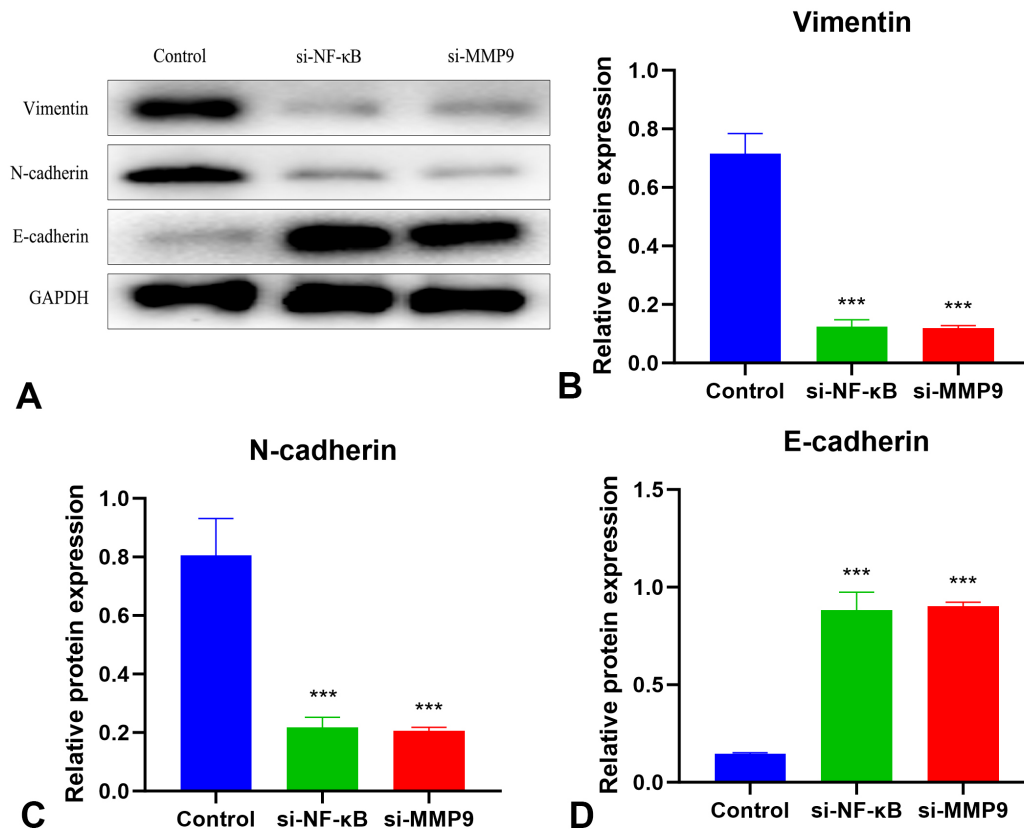 Control si-NF-κB si-MMP9
Vimentin
N-cadherin
E-cadherin
GAPDH
A
Vimentin
Relative protein expression
1.0
0.8
0.6
0.4
0.2
0.0
*** ***
Control si-NF-κB si-MMP9
B
N-cadherin
Relative protein expression
1.0
0.8
0.6
0.4
0.2
0.0
*** ***
Control si-NF-κB si-MMP9
C
E-cadherin
Relative protein expression
1.5
1.0
0.5
0.0
*** ***
Control si-NF-κB si-MMP9
D